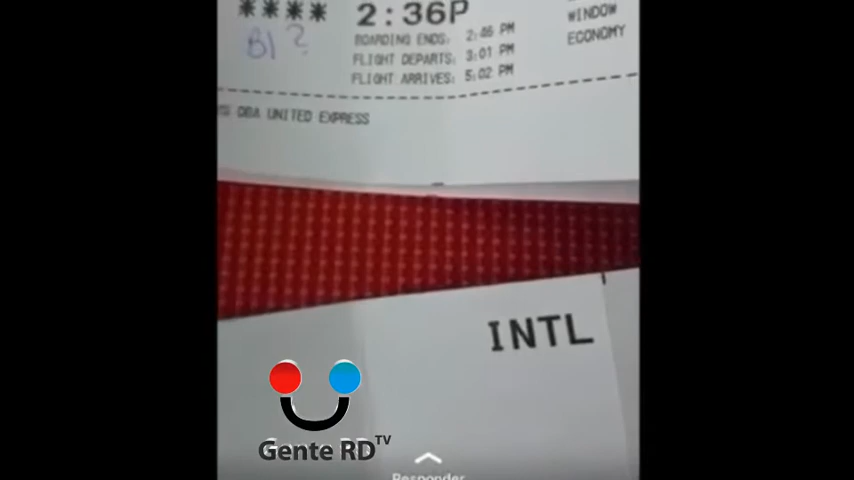 **** 2:36P WINDOW
B1 ? BOARDING ENDS: 2:46 PM ECONOMY
FLIGHT DEPARTS: 3:01 PM
FLIGHT ARRIVES: 5:02 PM
DBA UNITED EXPRESS
INTL
Gente RD TV
Responder